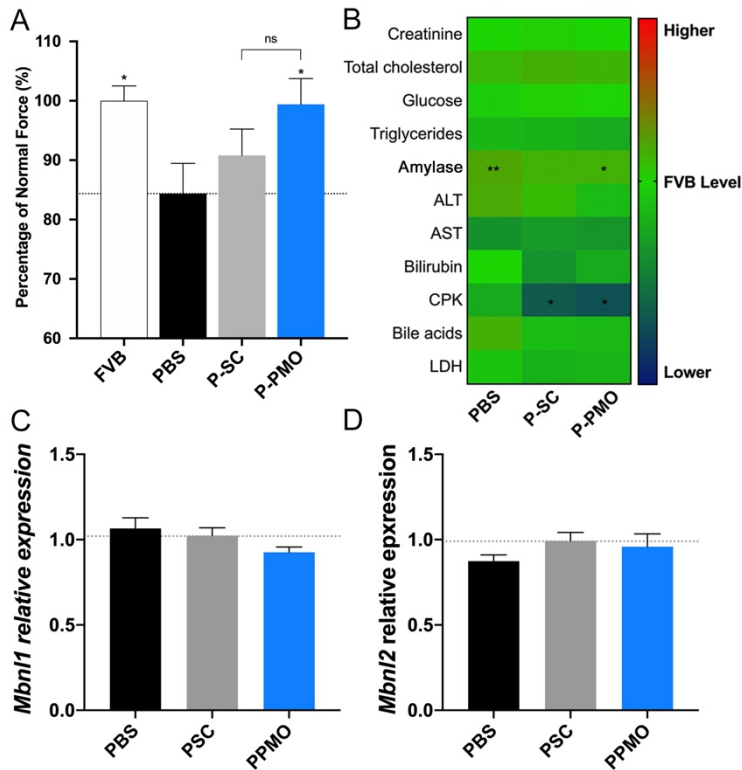 A
Percentage of Normal Force (%)
110
100
90
80
70
60
*
ns
*
FVB
PBS
P-SC
P-PMO
B
Creatinine
Total cholesterol
Glucose
Triglycerides
Amylase
ALT
AST
Bilirubin
CPK
Bile acids
LDH
**
*
*
*
PBS
P-SC
P-PMO
Higher
FVB Level
Lower
C
Mbnl1 relative expression
1.5
1.0
0.5
0.0
PBS
PSC
PPMO
D
Mbnl2 relative epxression
1.5
1.0
0.5
0.0
PBS
PSC
PPMO